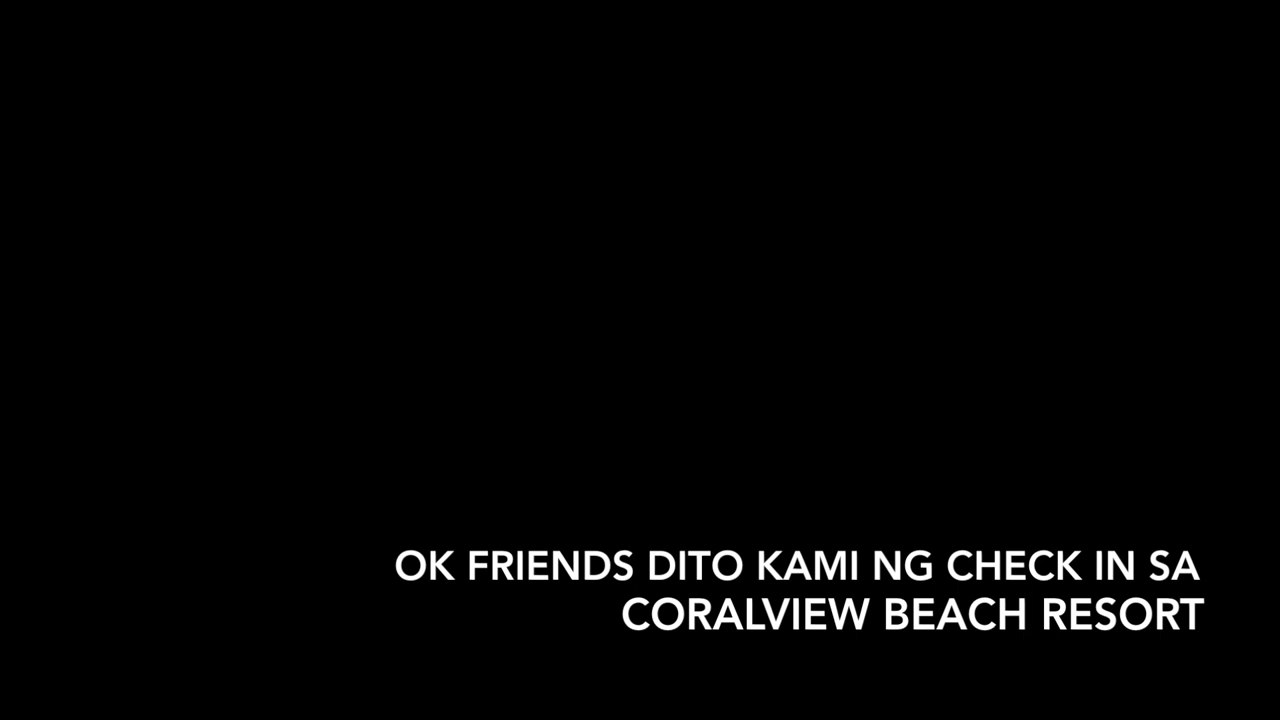 OK FRIENDS DITO KAMI NG CHECK IN SA
CORALVIEW BEACH RESORT